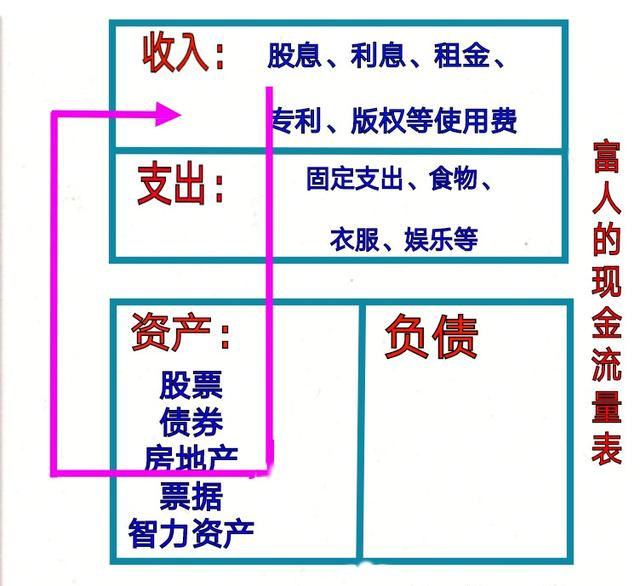 收入： 股息、利息、租金、
专利、版权等使用费
支出： 固定支出、食物、
衣服、娱乐等
资产：
股票
债券
房地产
票据
智力资产
负债
富人的现金流量表